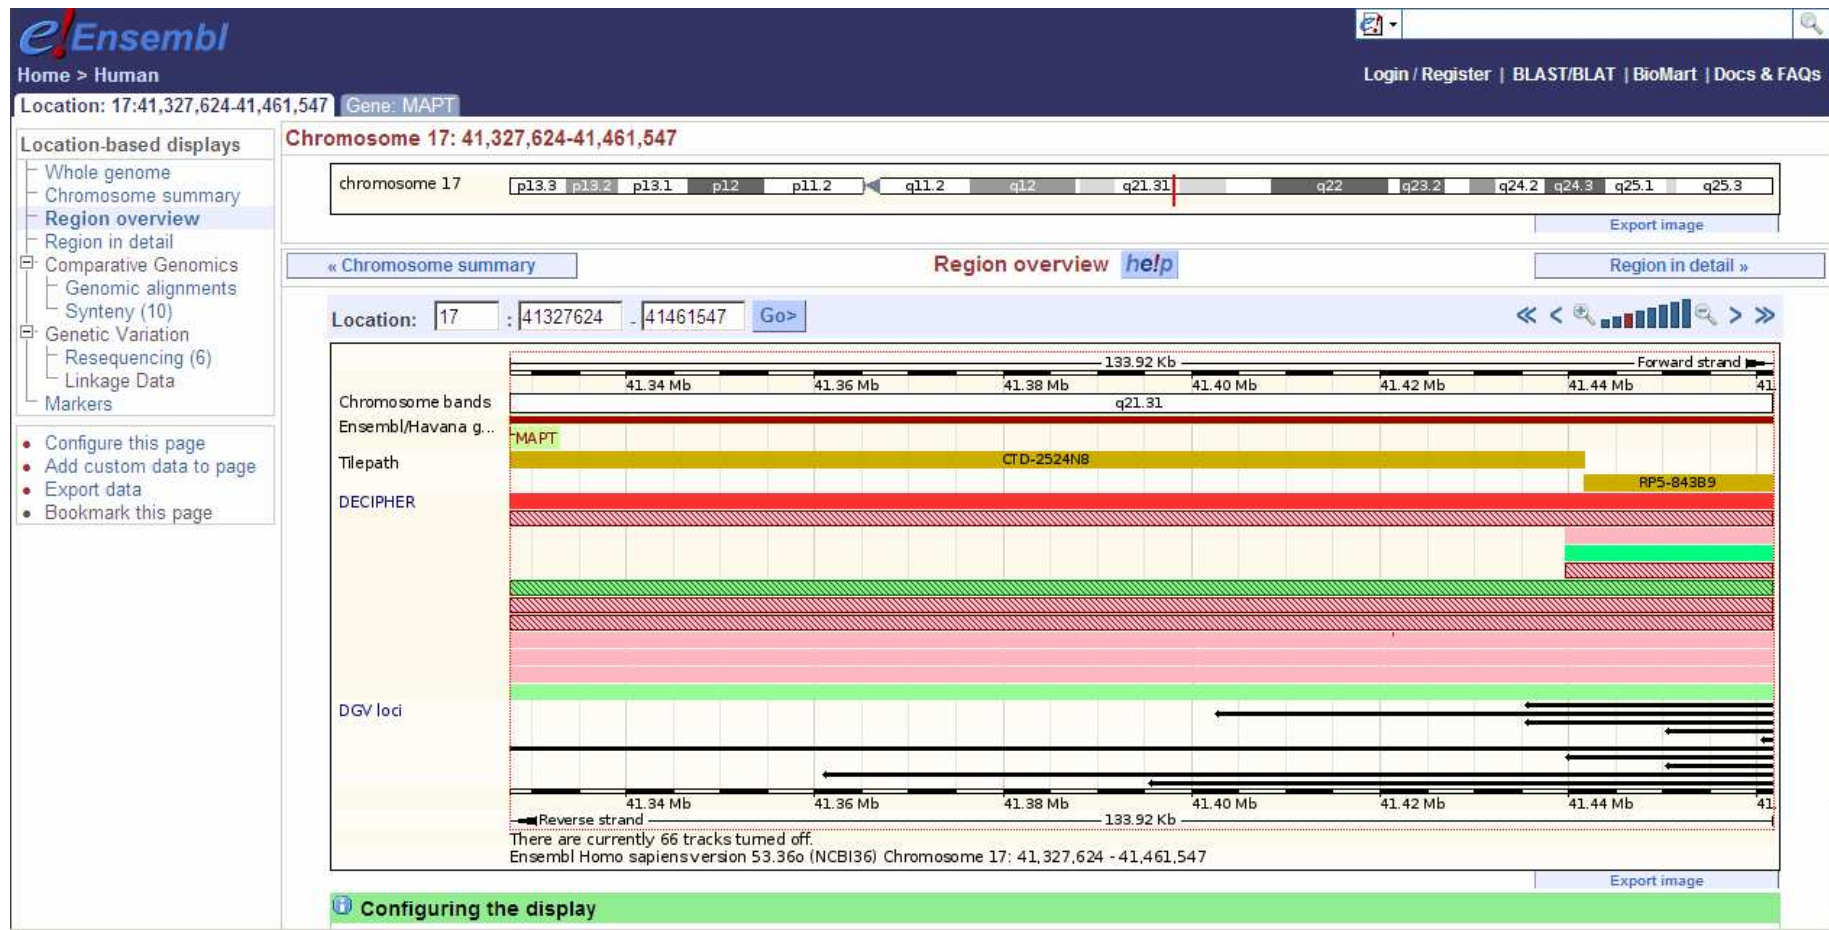 e!Ensembl
Home > Human
Login / Register | BLAST/BLAT | BioMart | Docs & FAQs
Location: 17:41,327,624-41,461,547 Gene: MAPT
Location-based displays
Whole genome
Chromosome summary
Region overview
Region in detail
Comparative Genomics
Genomic alignments
Synteny (10)
Genetic Variation
Resequencing (6)
Linkage Data
Markers
Configure this page
Add custom data to page
Export data
Bookmark this page
Chromosome 17: 41,327,624-41,461,547
chromosome 17 p13.3 p13.2 p13.1 p12 p11.2 q11.2 q12 q21.31 q22 q23.2 q24.2 q24.3 q25.1 q25.3
Export image
« Chromosome summary Region overview he!p Region in detail »
Location: 17 : 41327624 - 41461547 Go>
133.92 Kb Forward strand
41.34 Mb 41.36 Mb 41.38 Mb 41.40 Mb 41.42 Mb 41.44 Mb 41.
Chromosome bands q21.31
Ensembl/Havana g...
MAPT
Tilepath CTD-2524N8
RP5-843B9
DECIPHER
DGV loci
41.34 Mb 41.36 Mb 41.38 Mb 41.40 Mb 41.42 Mb 41.44 Mb 41.
Reverse strand 133.92 Kb
There are currently 66 tracks turned off.
Ensembl Homo sapiens version 53.36o (NCBI36) Chromosome 17: 41,327,624 - 41,461,547
Export image
Configuring the display